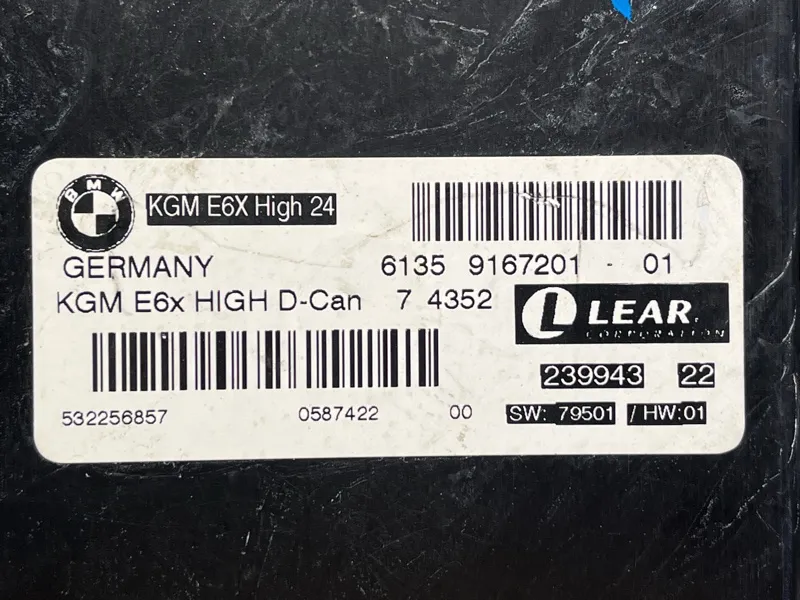 BMW
KGM E6X High 24
GERMANY 6135 9167201 - 01
KGM E6x HIGH D-Can 7 4352
LEAR.
CORPORATION
239943 22
532256857 0587422 00 SW: 79501 / HW:01